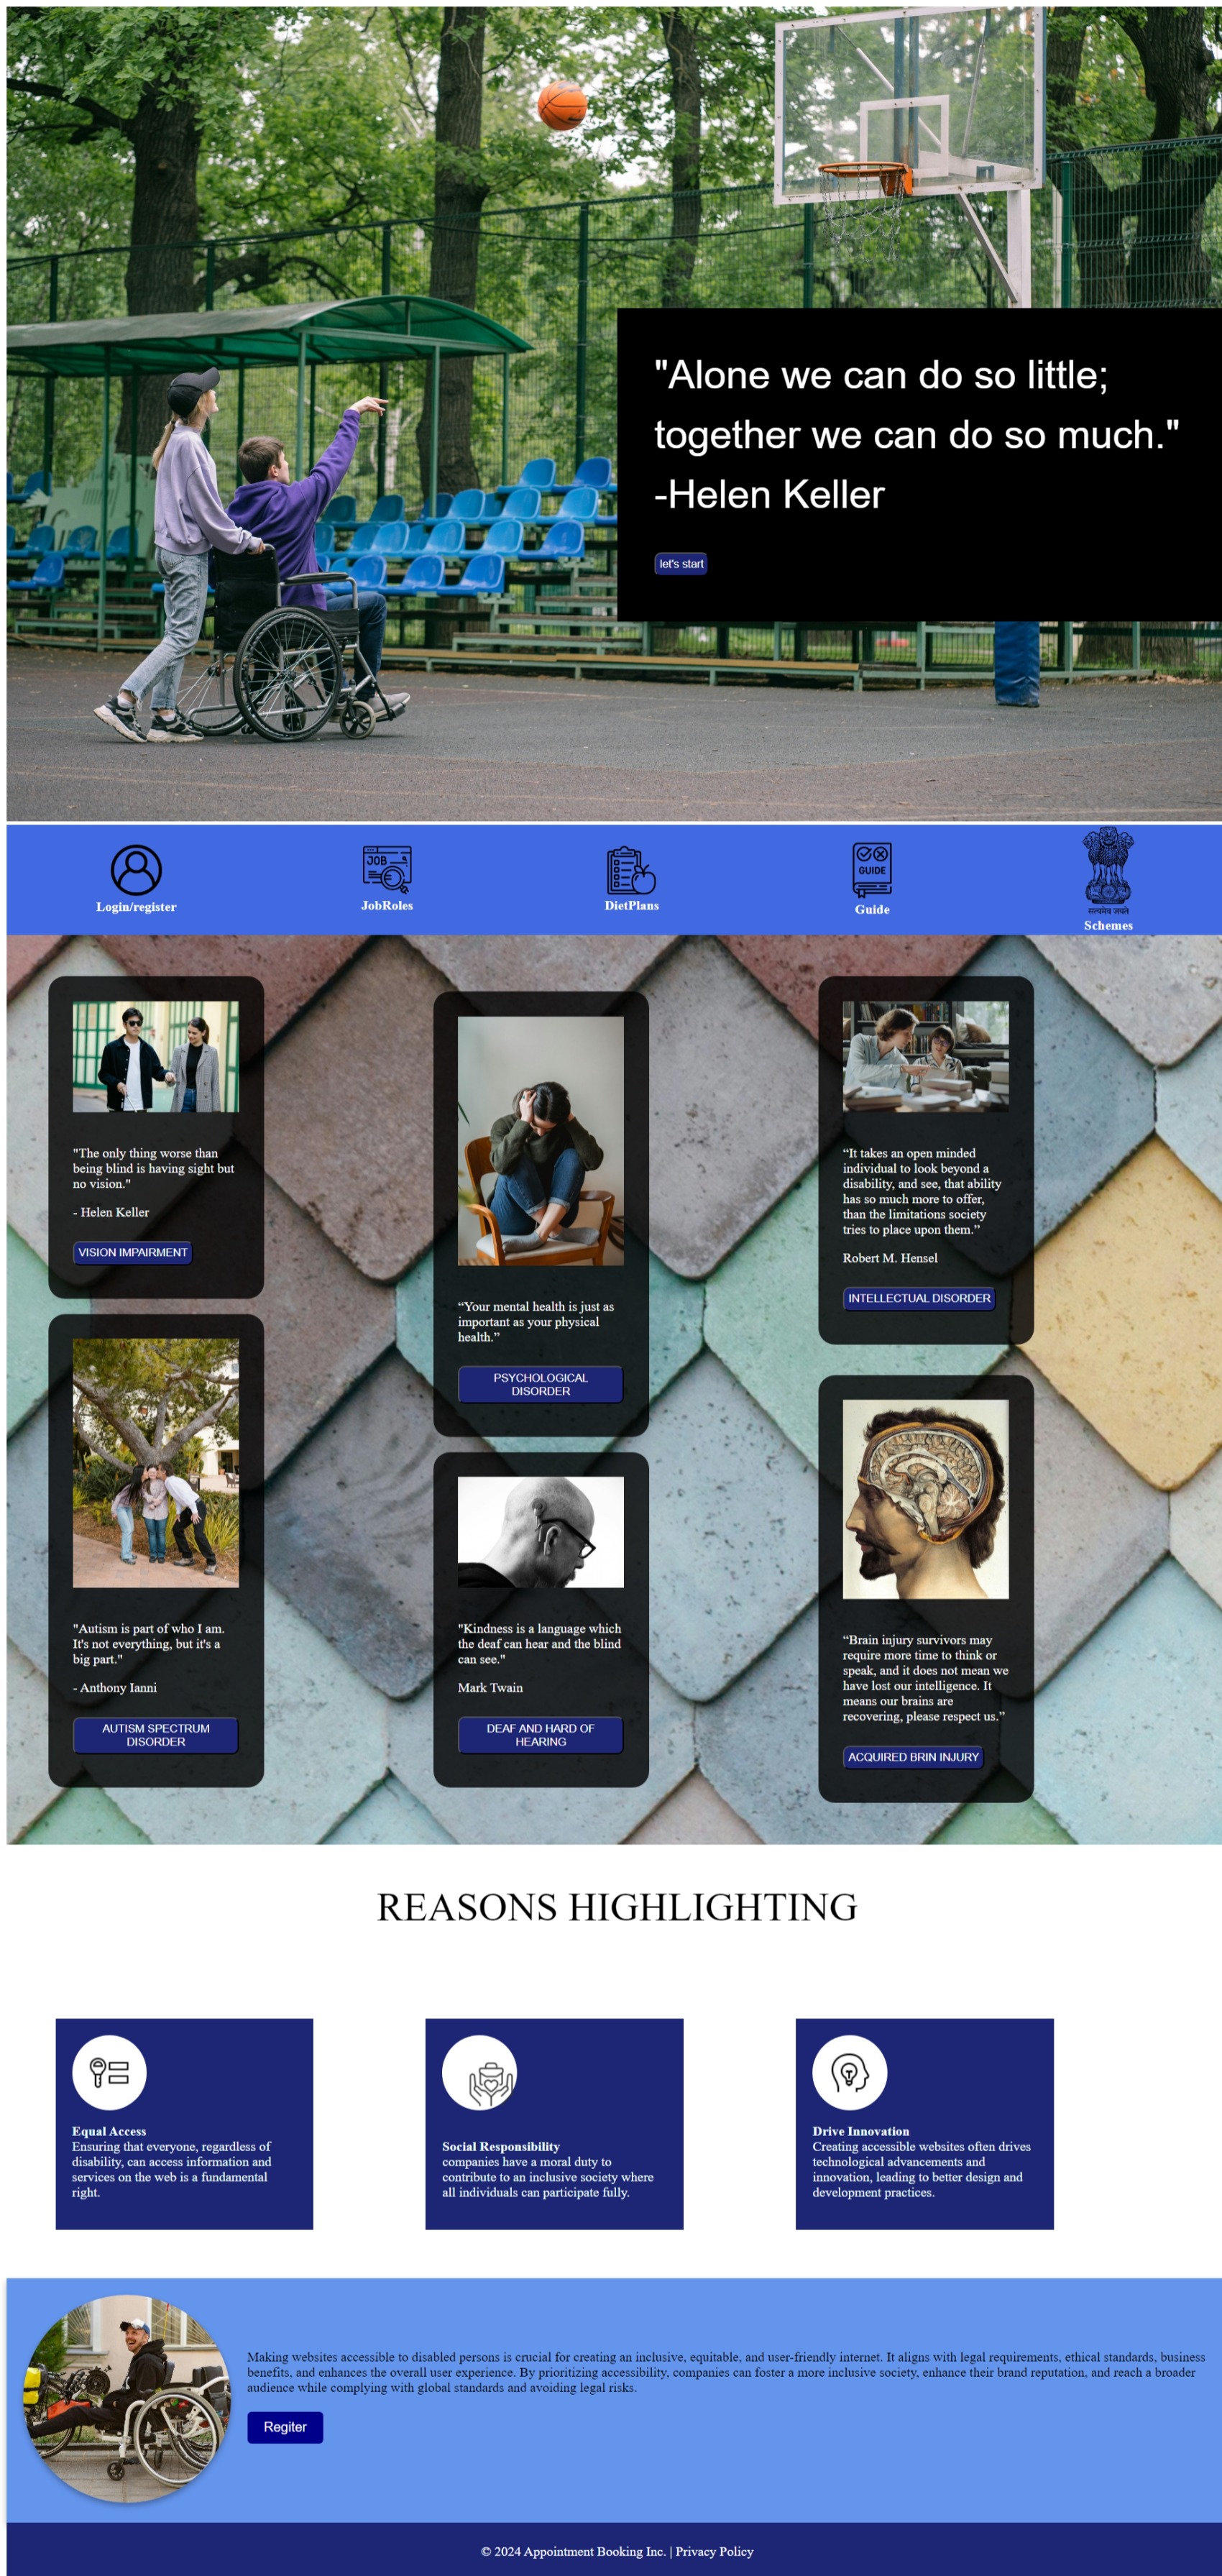 "Alone we can do so little;
together we can do so much."
-Helen Keller
let's start
Login/register
JOB
JobRoles
DietPlans
GUIDE
Guide
सत्यमेव जयते
Schemes
"The only thing worse than
being blind is having sight but
no vision."
- Helen Keller
VISION IMPAIRMENT
"Autism is part of who I am.
It's not everything, but it's a
big part."
- Anthony Ianni
AUTISM SPECTRUM
DISORDER
“Your mental health is just as
important as your physical
health.”
PSYCHOLOGICAL
DISORDER
"Kindness is a language which
the deaf can hear and the blind
can see."
Mark Twain
DEAF AND HARD OF
HEARING
“It takes an open minded
individual to look beyond a
disability, and see, that ability
has so much more to offer,
than the limitations society
tries to place upon them.”
Robert M. Hensel
INTELLECTUAL DISORDER
“Brain injury survivors may
require more time to think or
speak, and it does not mean we
have lost our intelligence. It
means our brains are
recovering, please respect us.”
ACQUIRED BRIN INJURY
REASONS HIGHLIGHTING
Equal Access
Ensuring that everyone, regardless of
disability, can access information and
services on the web is a fundamental
right.
Social Responsibility
companies have a moral duty to
contribute to an inclusive society where
all individuals can participate fully.
Drive Innovation
Creating accessible websites often drives
technological advancements and
innovation, leading to better design and
development practices.
Making websites accessible to disabled persons is crucial for creating an inclusive, equitable, and user-friendly internet. It aligns with legal requirements, ethical standards, business
benefits, and enhances the overall user experience. By prioritizing accessibility, companies can foster a more inclusive society, enhance their brand reputation, and reach a broader
audience while complying with global standards and avoiding legal risks.
Regiter
© 2024 Appointment Booking Inc. | Privacy Policy